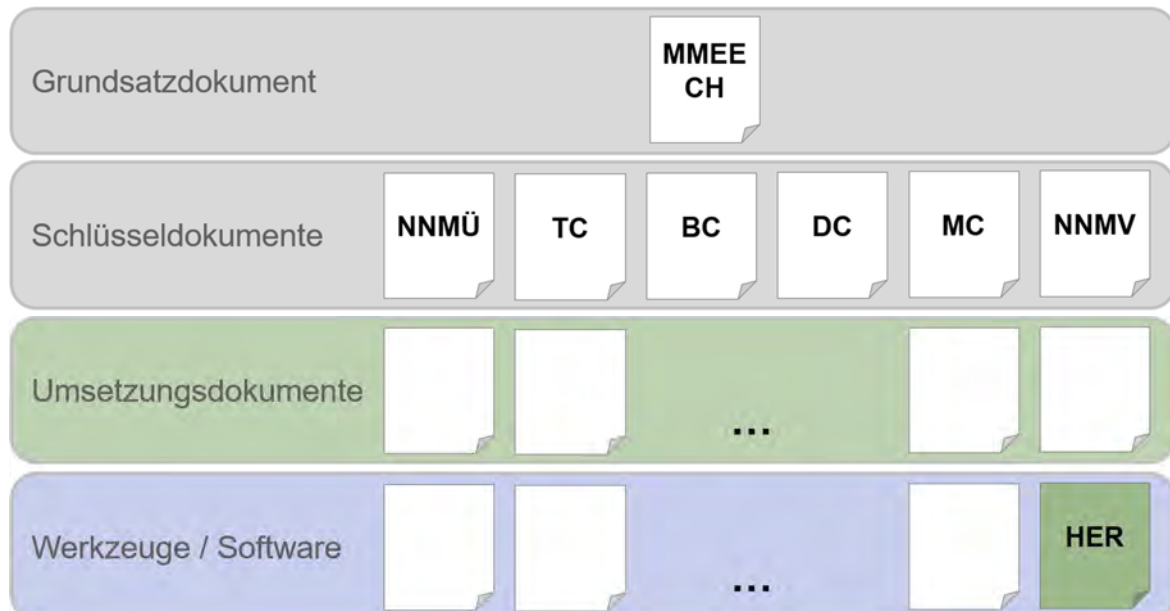 Grundsatzdokument
MMEE
CH
Schlüsseldokumente
NNMÜ
TC
BC
DC
MC
NNMV
Umsetzungsdokumente
...
Werkzeuge / Software
...
HER